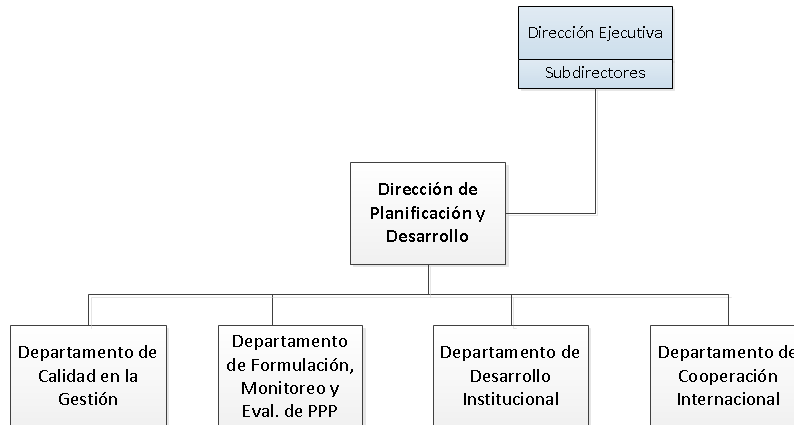 Dirección Ejecutiva
Subdirectores
Dirección de
Planificación y
Desarrollo
Departamento de
Calidad en la
Gestión
Departamento
de Formulación,
Monitoreo y
Eval. de PPP
Departamento de
Desarrollo
Institucional
Departamento de
Cooperación
Internacional